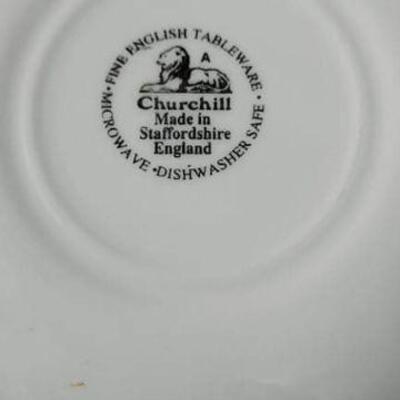 • FINE ENGLISH TABLEWARE •
A
Churchill
Made in
Staffordshire
England
MICROWAVE • DISHWASHER SAFE